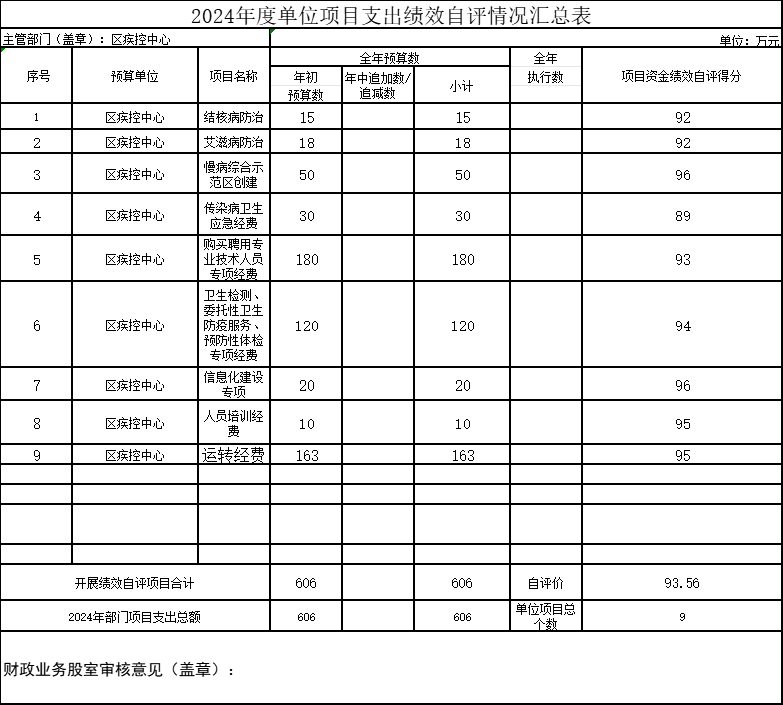 2024年度单位项目支出绩效自评情况汇总表
主管部门（盖章）：区疾控中心 单位：万元
序号 预算单位 项目名称 全年预算数 全年 项目资金绩效自评得分
年初 年中追加数/ 小计 执行数
预算数 追减数
1 区疾控中心 结核病防治 15 15 92
2 区疾控中心 艾滋病防治 18 18 92
3 区疾控中心 慢病综合示 50 50 96
范区创建
4 区疾控中心 传染病卫生 30 30 89
应急经费
购买聘用专
5 区疾控中心 业技术人员 180 180 93
专项经费
卫生检测、
委托性卫生
6 区疾控中心 防疫服务、 120 120 94
预防性体检
专项经费
7 区疾控中心 信息化建设 20 20 96
专项
8 区疾控中心 人员培训经 10 10 95
费
9 区疾控中心 运转经费 163 163 95
开展绩效自评项目合计 606 606 自评价 93.56
2024年部门项目支出总额 606 606 单位项目总 9
个数
财政业务股室审核意见（盖章）：